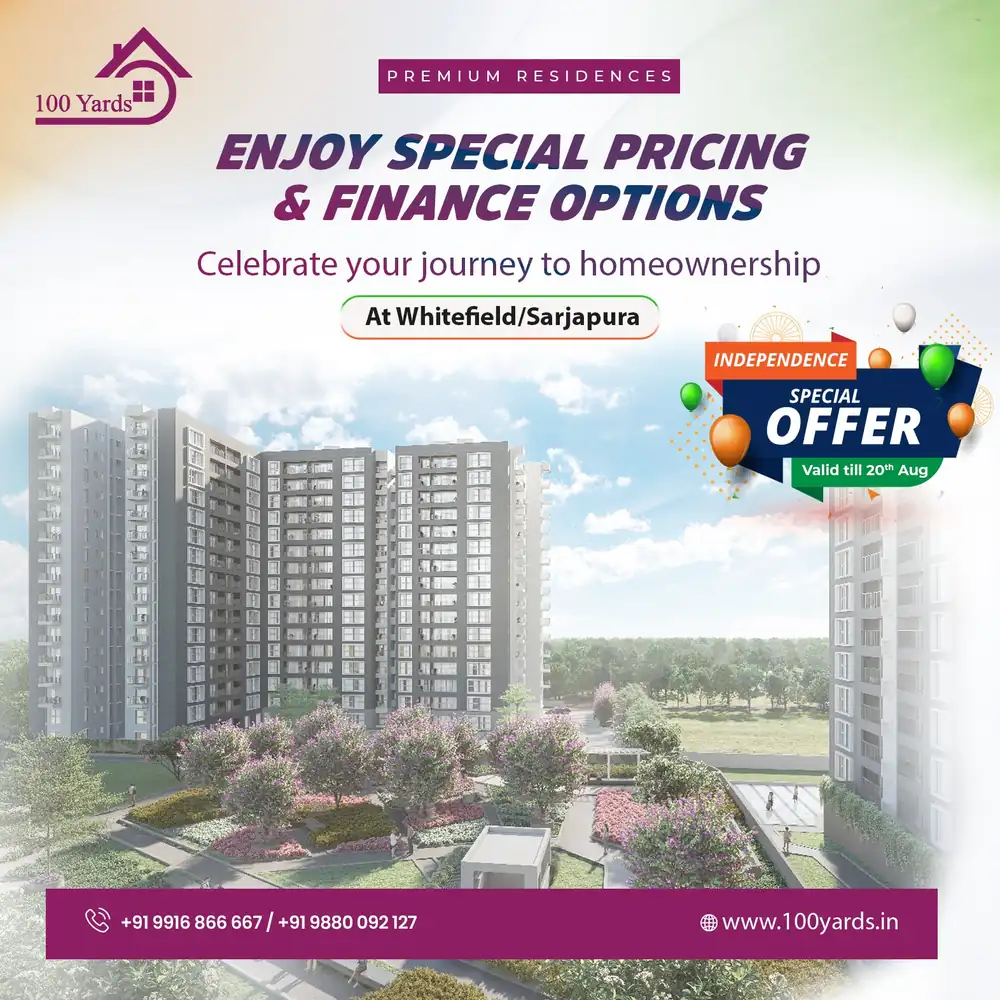 100 Yards
PREMIUM RESIDENCES
ENJOY SPECIAL PRICING
& FINANCE OPTIONS
Celebrate your journey to homeownership
At Whitefield/Sarjapura
INDEPENDENCE
SPECIAL
OFFER
Valid till 20th Aug
+91 9916 866 667 / +91 9880 092 127
www.100yards.in